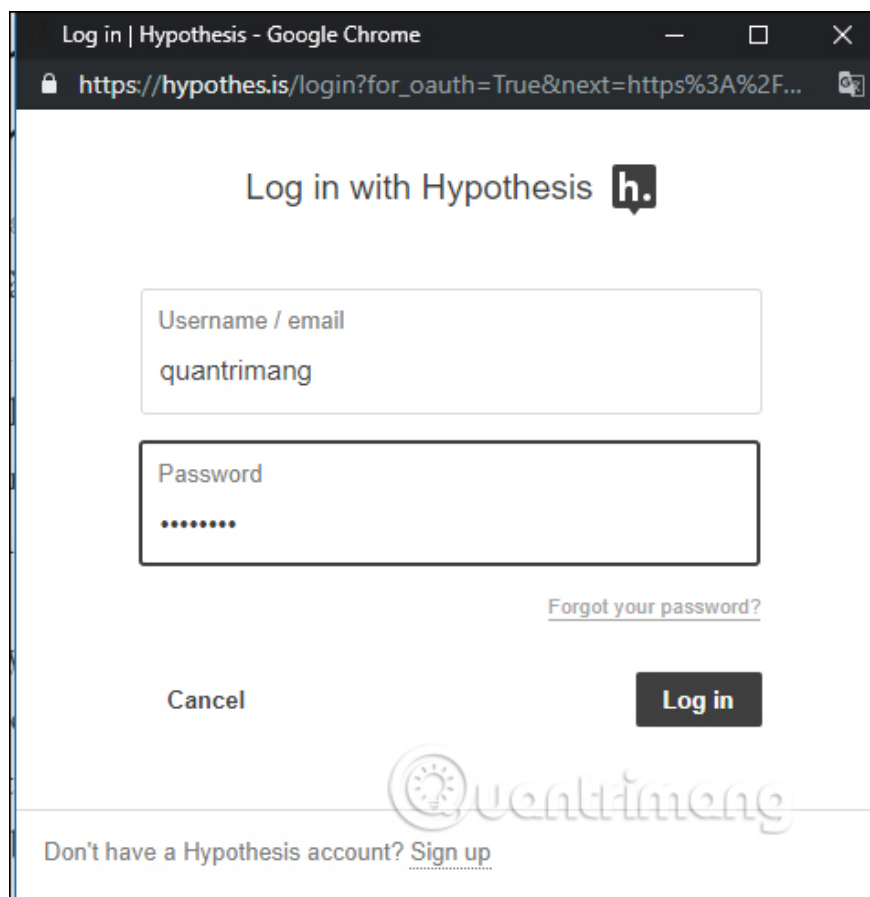 Log in | Hypothesis - Google Chrome
https://hypothes.is/login?for_oauth=True&next=https%3A%2F...
Log in with Hypothesis h.
Username / email
quantrimang
Password
••••••••
Forgot your password?
Cancel Log in
Quantrimang
Don't have a Hypothesis account? Sign up